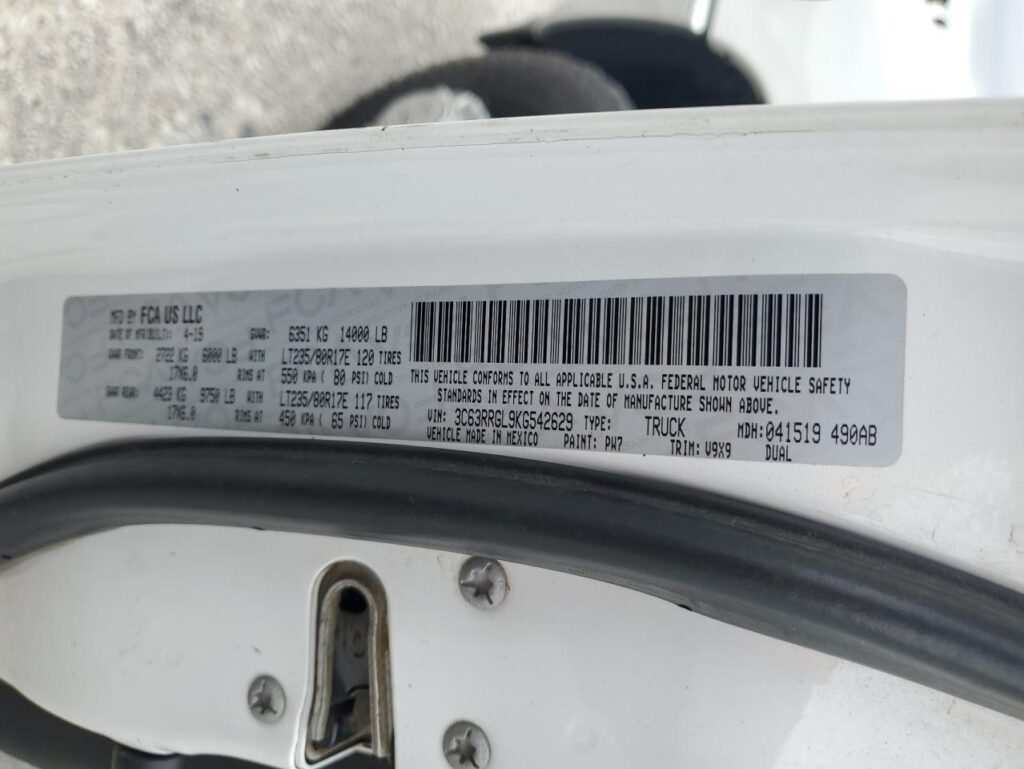 MFD BY FCA US LLC
DATE OF MFR(BUILT): 4-19 GVWR: 6351 KG 14000 LB
GAWR FRONT: 2722 KG 6000 LB WITH LT235/80R17E 120 TIRES
17X6.0 RIMS AT 550 KPA ( 80 PSI) COLD
GAWR REAR: 4423 KG 9750 LB WITH LT235/80R17E 117 TIRES
17X6.0 RIMS AT 450 KPA ( 65 PSI) COLD
THIS VEHICLE CONFORMS TO ALL APPLICABLE U.S.A. FEDERAL MOTOR VEHICLE SAFETY
STANDARDS IN EFFECT ON THE DATE OF MANUFACTURE SHOWN ABOVE.
VIN: 3C63RRGL9KG542629 TYPE: TRUCK MDH: 041519 490AB
VEHICLE MADE IN MEXICO PAINT: PW7 TRIM: V9X9 DUAL